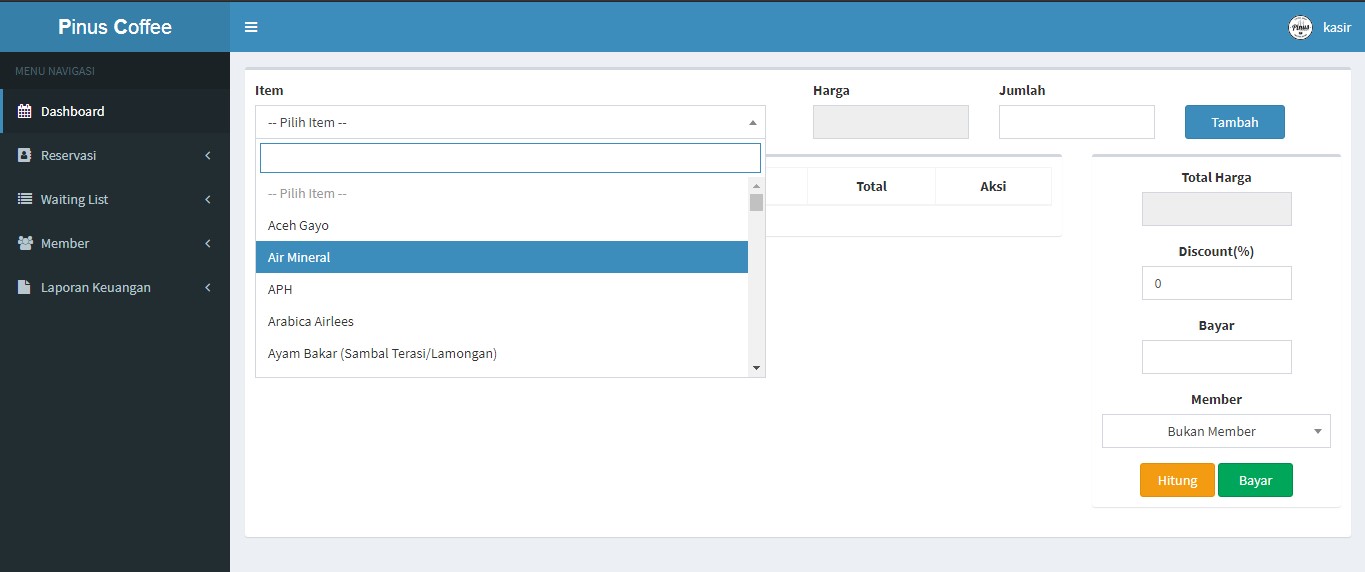 Pinus Coffee
Pinus
kasir
MENU NAVIGASI
Dashboard
Reservasi
Waiting List
Member
Laporan Keuangan
Item
Harga
Jumlah
-- Pilih Item --
Tambah
-- Pilih Item --
Aceh Gayo
Air Mineral
APH
Arabica Airlees
Ayam Bakar (Sambal Terasi/Lamongan)
Total
Aksi
Total Harga
Discount(%)
0
Bayar
Member
Bukan Member
Hitung
Bayar